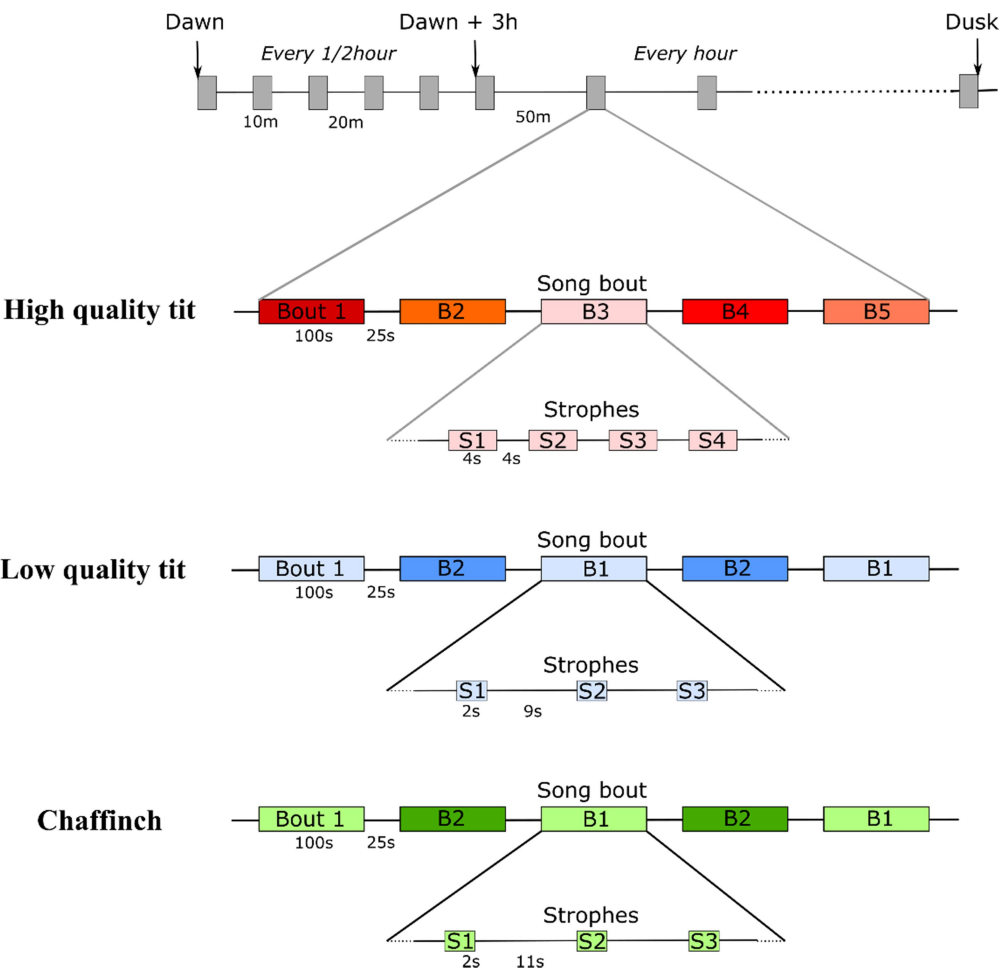 Dawn
Dawn + 3h
Dusk
Every 1/2hour
Every hour
10m
20m
50m
Song bout
High quality tit
Bout 1
B2
B3
B4
B5
100s
25s
Strophes
S1
S2
S3
S4
4s
4s
Song bout
Low quality tit
Bout 1
B2
B1
B2
B1
100s
25s
Strophes
S1
S2
S3
2s
9s
Song bout
Chaffinch
Bout 1
B2
B1
B2
B1
100s
25s
Strophes
S1
S2
S3
2s
11s